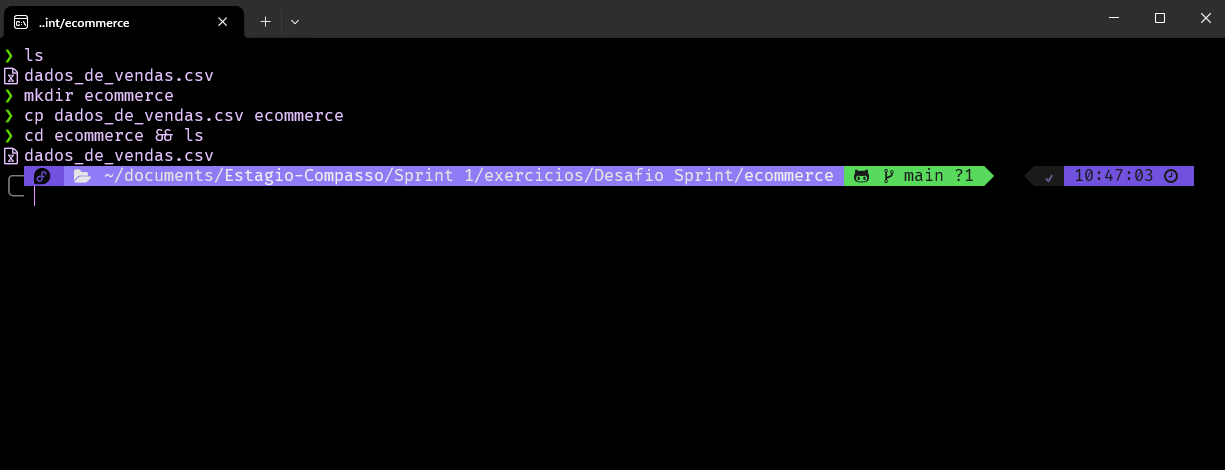 ..int/ecommerce
❯ ls
dados_de_vendas.csv
❯ mkdir ecommerce
❯ cp dados_de_vendas.csv ecommerce
❯ cd ecommerce && ls
dados_de_vendas.csv
~/documents/Estagio-Compasso/Sprint 1/exercicios/Desafio Sprint/ecommerce main ?1 ✓ 10:47:03